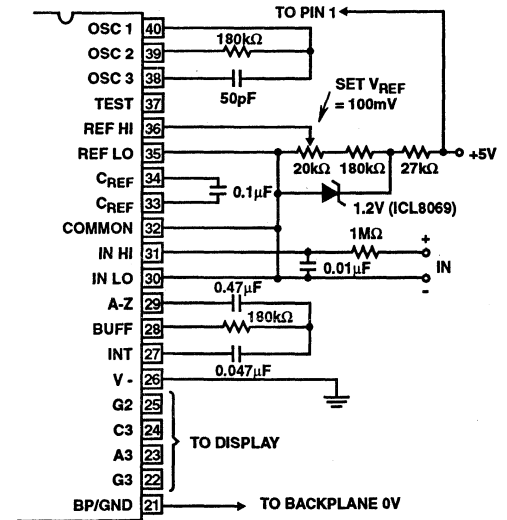 TO PIN 1
OSC 1 40
180kΩ
OSC 2 39
OSC 3 38
50pF
SET VREF
= 100mV
TEST 37
REF HI 36
REF LO 35
20kΩ 180kΩ 27kΩ
+5V
CREF 34
0.1µF
1.2V (ICL8069)
CREF 33
COMMON 32
1MΩ
+
IN HI 31
0.01µF
IN
IN LO 30
-
0.47µF
A-Z 29
180kΩ
BUFF 28
INT 27
0.047µF
V - 26
G2 25
C3 24
TO DISPLAY
A3 23
G3 22
BP/GND 21
TO BACKPLANE 0V